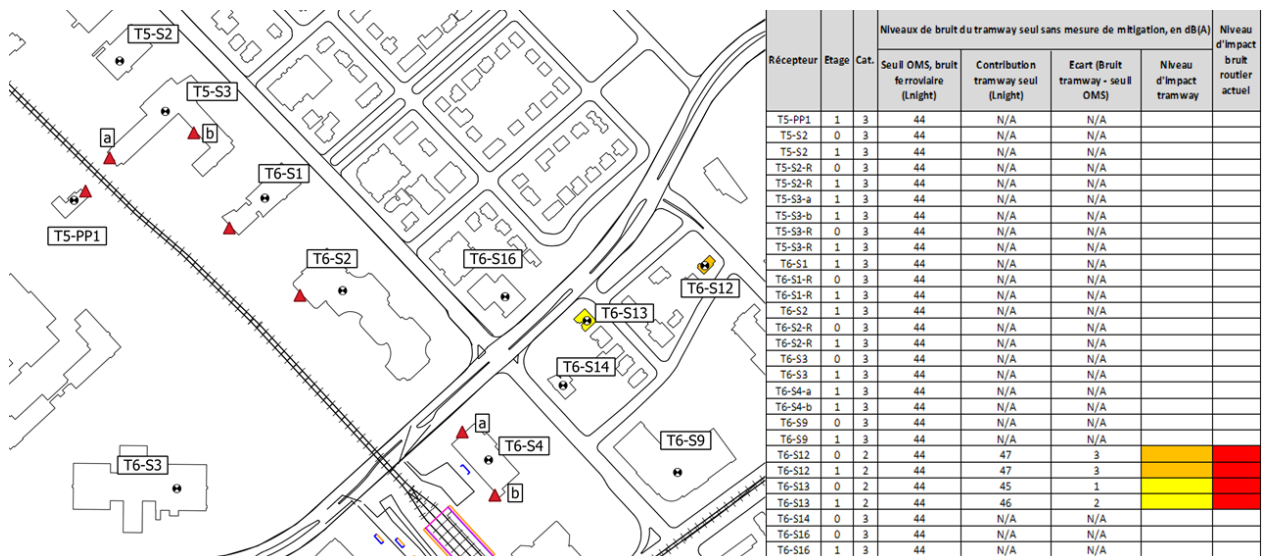 T5-S2
T5-S3
a
b
T6-S1
T5-PP1
T6-S2
T6-S16
T6-S12
T6-S13
T6-S14
a
T6-S4
T6-S9
T6-S3
b
Récepteur Etage Cat. Niveaux de bruit du tramway seul sans mesure de mitigation, en dB(A) Niveau d'impact bruit routier actuel
Seuil OMS, bruit ferroviaire (Lnight) Contribution tramway seul (Lnight) Ecart (Bruit tramway - seuil OMS) Niveau d'impact tramway
T5-PP1 1 3 44 N/A N/A
T5-S2 0 3 44 N/A N/A
T5-S2 1 3 44 N/A N/A
T5-S2-R 0 3 44 N/A N/A
T5-S2-R 1 3 44 N/A N/A
T5-S3-a 1 3 44 N/A N/A
T5-S3-b 1 3 44 N/A N/A
T5-S3-R 0 3 44 N/A N/A
T5-S3-R 1 3 44 N/A N/A
T6-S1 1 3 44 N/A N/A
T6-S1-R 0 3 44 N/A N/A
T6-S1-R 1 3 44 N/A N/A
T6-S2 1 3 44 N/A N/A
T6-S2-R 0 3 44 N/A N/A
T6-S2-R 1 3 44 N/A N/A
T6-S3 0 3 44 N/A N/A
T6-S3 1 3 44 N/A N/A
T6-S4-a 1 3 44 N/A N/A
T6-S4-b 1 3 44 N/A N/A
T6-S9 0 3 44 N/A N/A
T6-S9 1 3 44 N/A N/A
T6-S12 0 2 44 47 3
T6-S12 1 2 44 47 3
T6-S13 0 2 44 45 1
T6-S13 1 2 44 46 2
T6-S14 0 3 44 N/A N/A
T6-S16 0 3 44 N/A N/A
T6-S16 1 3 44 N/A N/A